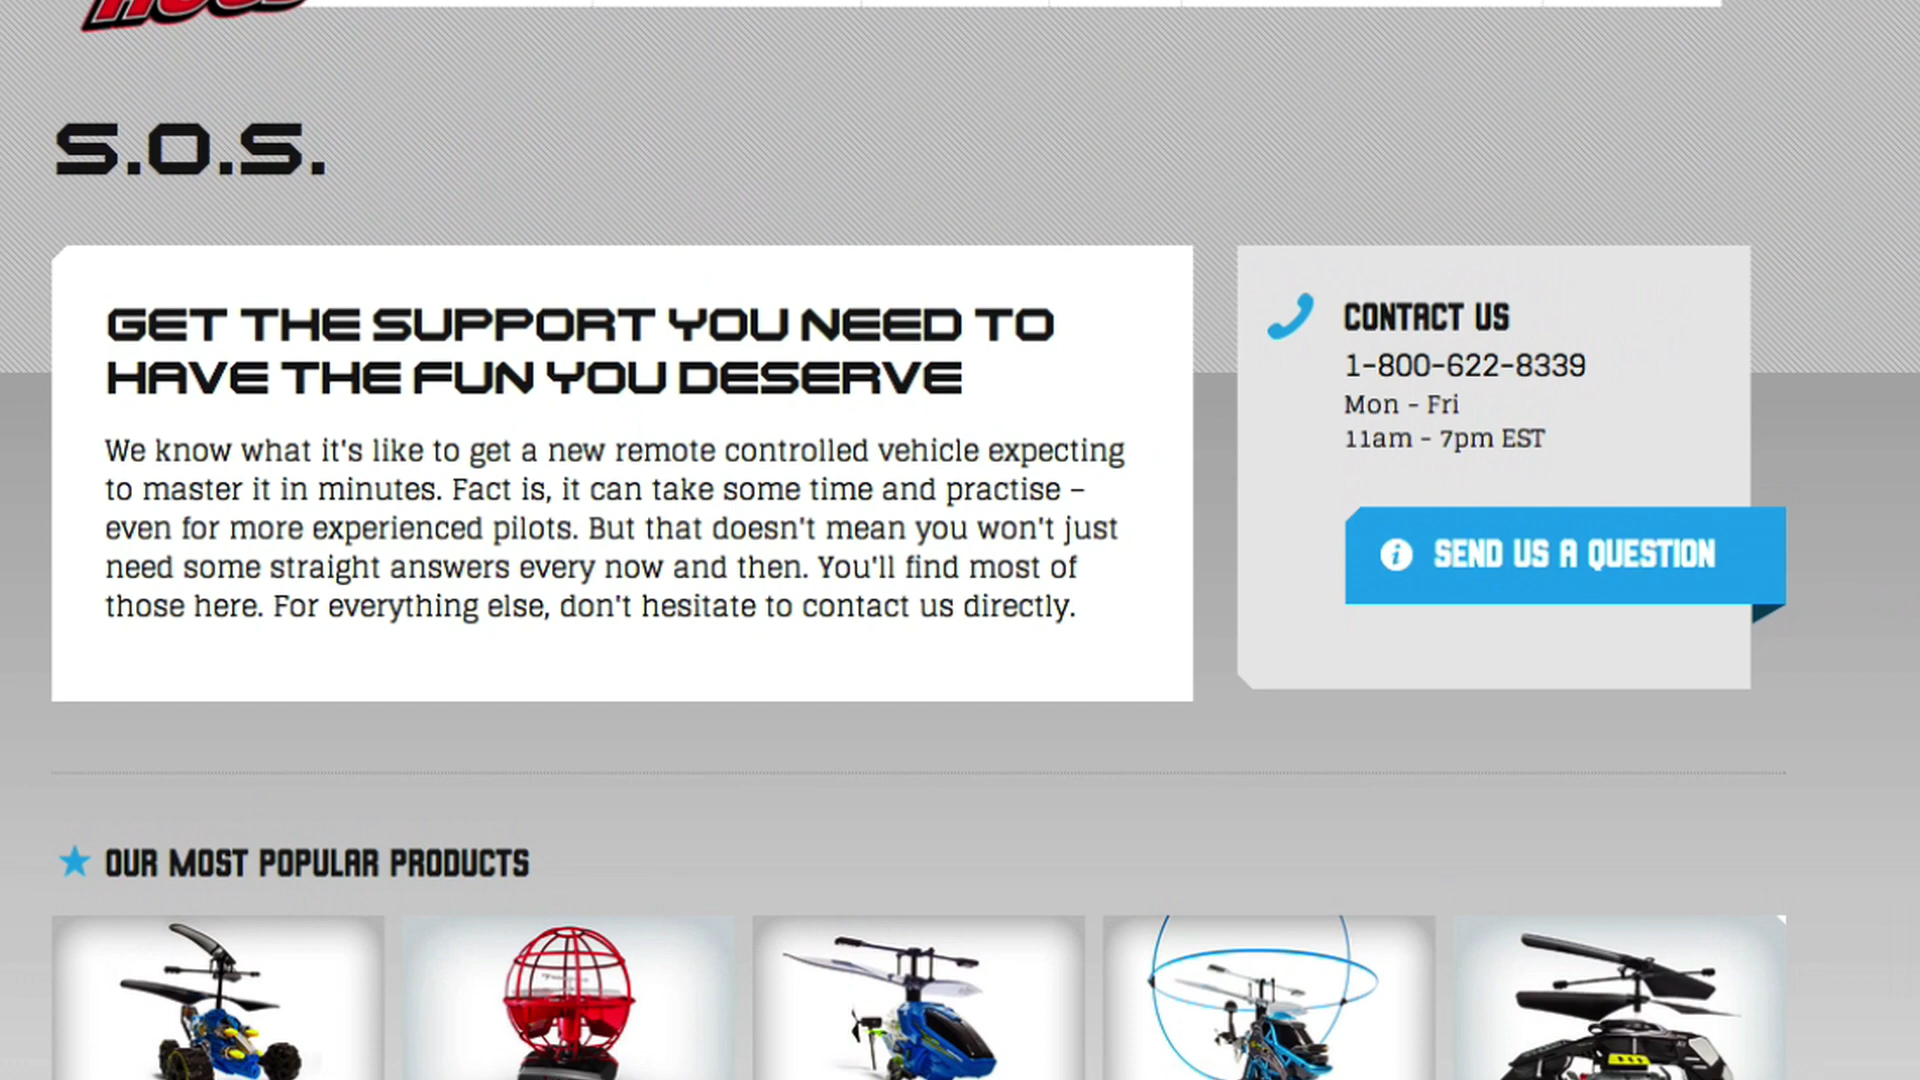 S.O.S.
GET THE SUPPORT YOU NEED TO
HAVE THE FUN YOU DESERVE
We know what it's like to get a new remote controlled vehicle expecting
to master it in minutes. Fact is, it can take some time and practise –
even for more experienced pilots. But that doesn't mean you won't just
need some straight answers every now and then. You'll find most of
those here. For everything else, don't hesitate to contact us directly.
CONTACT US
1-800-622-8339
Mon - Fri
11am - 7pm EST
SEND US A QUESTION
OUR MOST POPULAR PRODUCTS